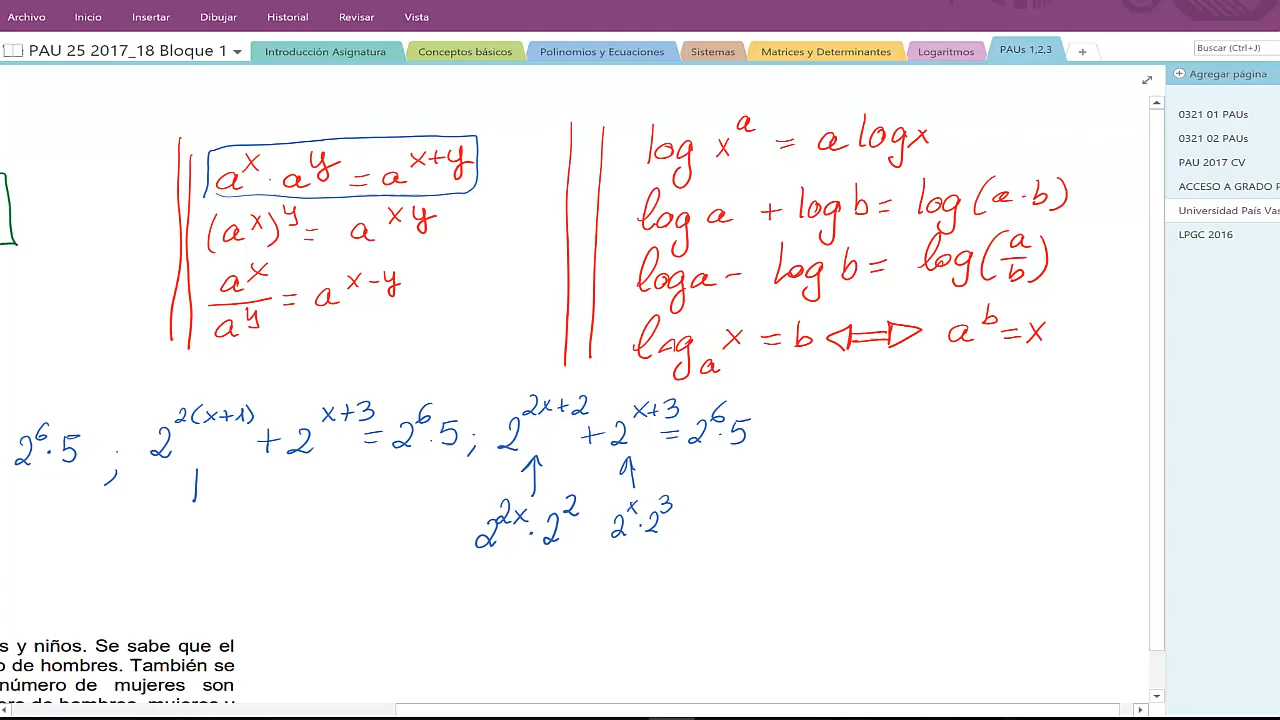 Archivo Inicio Insertar Dibujar Historial Revisar Vista
PAU 25 2017_18 Bloque 1
Introducción Asignatura Conceptos básicos Polinomios y Ecuaciones Sistemas Matrices y Determinantes Logaritmos PAUs 1,2,3
Buscar (Ctrl+J)
Agregar página
0321 01 PAUs
0321 02 PAUs
PAU 2017 CV
ACCESO A GRADO
Universidad País Vas
LPGC 2016
a^x · a^y = a^{x+y}
(a^x)^y = a^{xy}
a^x/a^y = a^{x-y}
log x^a = a log x
log a + log b = log(a·b)
log a - log b = log(a/b)
log_a x = b ⟺ a^b = x
2^6·5 ; 2^{2(x+1)} + 2^{x+3} = 2^6·5 ; 2^{2x+2} + 2^{x+3} = 2^6·5
2^{2x} · 2^2 2^x · 2^3
s y niños. Se sabe que el
o de hombres. También se
número de mujeres son